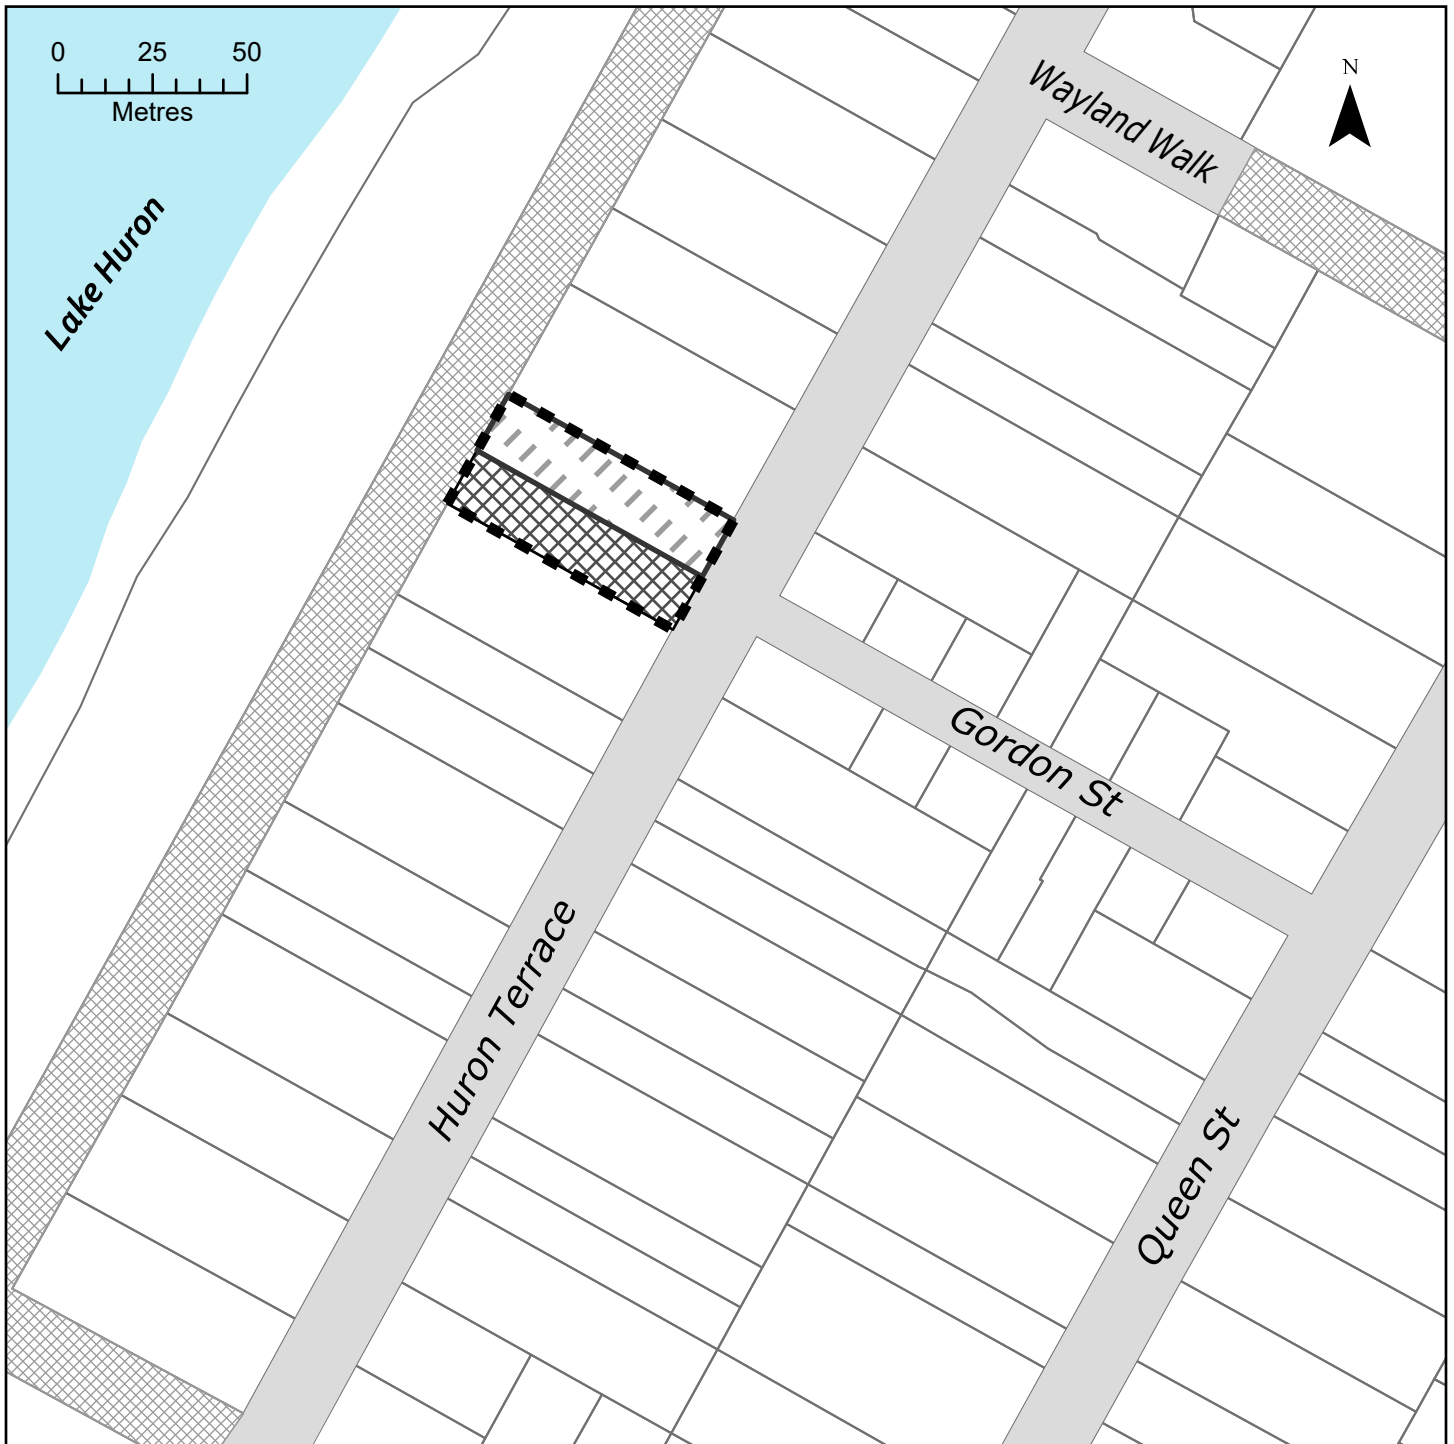 0 25 50
Metres
N
Wayland Walk
Lake Huron
Gordon St
Huron Terrace
Queen St